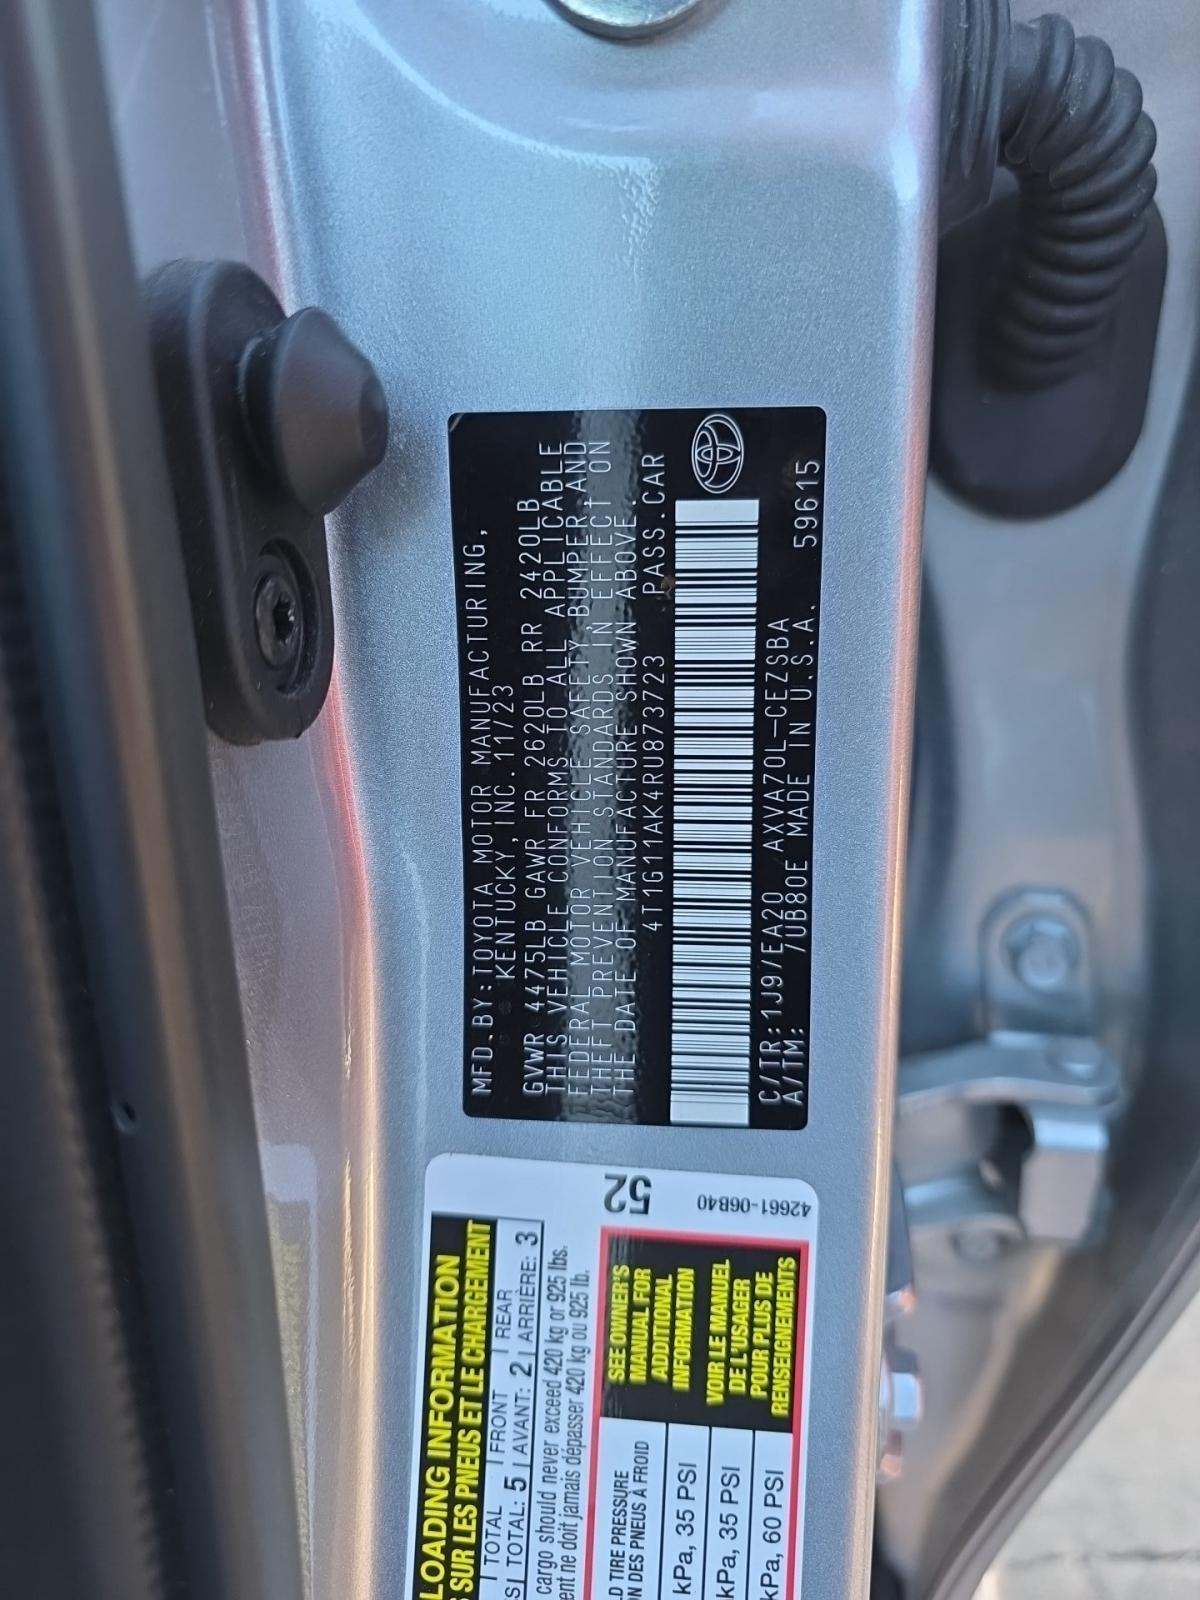 MFD.BY:TOYOTA MOTOR MANUFACTURING,
KENTUCKY, INC. 11/23
GVWR 4475LB GAWR FR 2620LB RR 2420LB
THIS VEHICLE CONFORMS TO ALL APPLICABLE
FEDERAL MOTOR VEHICLE SAFETY,BUMPER,AND
THEFT PREVENTION STANDARDS IN EFFECT ON
THE DATE OF MANUFACTURE SHOWN ABOVE.
4T1G11AK4RU873723 PASS.CAR
C/TR:1J9/EA20 AXVA70L-CEZSBA
A/TM: /UB80E MADE IN U.S.A. 59615
52
42661-06B40
LOADING INFORMATION
SUR LES PNEUS ET LE CHARGEMENT
TOTAL FRONT REAR
TOTAL: 5 AVANT: 2 ARRIÈRE: 3
cargo should never exceed 420 kg or 925 lbs.
ne doit jamais dépasser 420 kg ou 925 lb.
TIRE PRESSURE
DES PNEUS À FROID
kPa, 35 PSI
kPa, 35 PSI
kPa, 60 PSI
SEE OWNER'S
MANUAL FOR
ADDITIONAL
INFORMATION
VOIR LE MANUEL
DE L'USAGER
POUR PLUS DE
RENSEIGNEMENTS